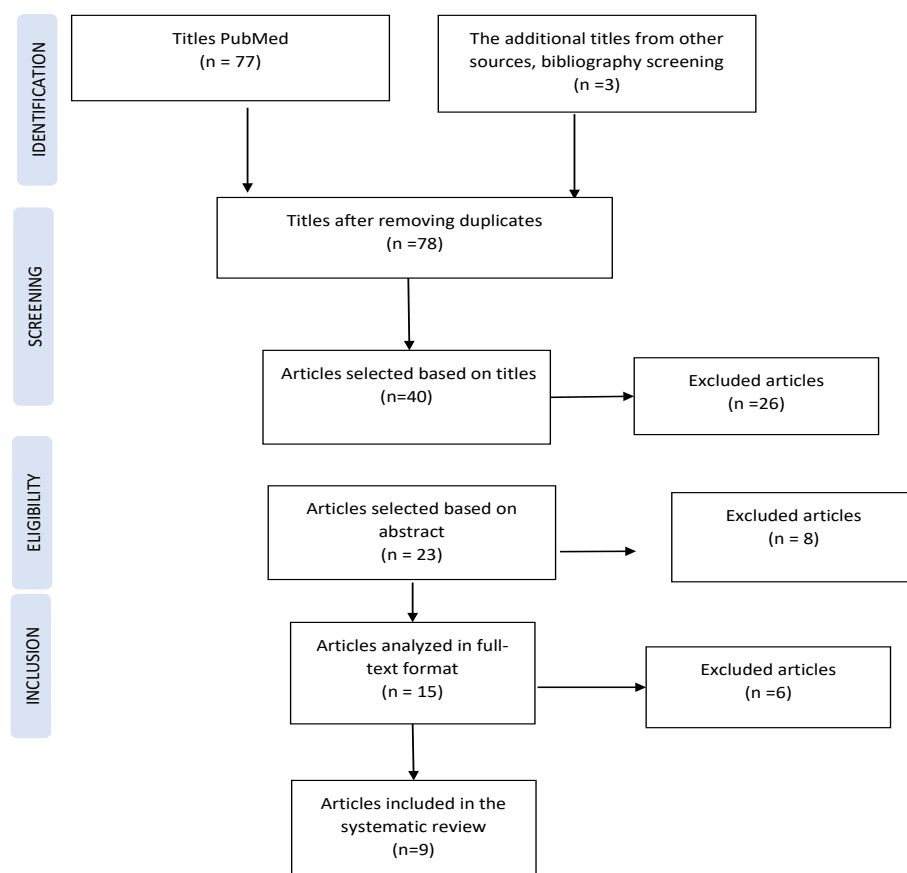 IDENTIFICATION
Titles PubMed
(n = 77)
The additional titles from other
sources, bibliography screening
(n =3)
SCREENING
Titles after removing duplicates
(n =78)
Articles selected based on titles
(n=40)
Excluded articles
(n =26)
ELIGIBILITY
Articles selected based on
abstract
(n = 23)
Excluded articles
(n = 8)
INCLUSION
Articles analyzed in full-
text format
(n = 15)
Excluded articles
(n =6)
Articles included in the
systematic review
(n=9)